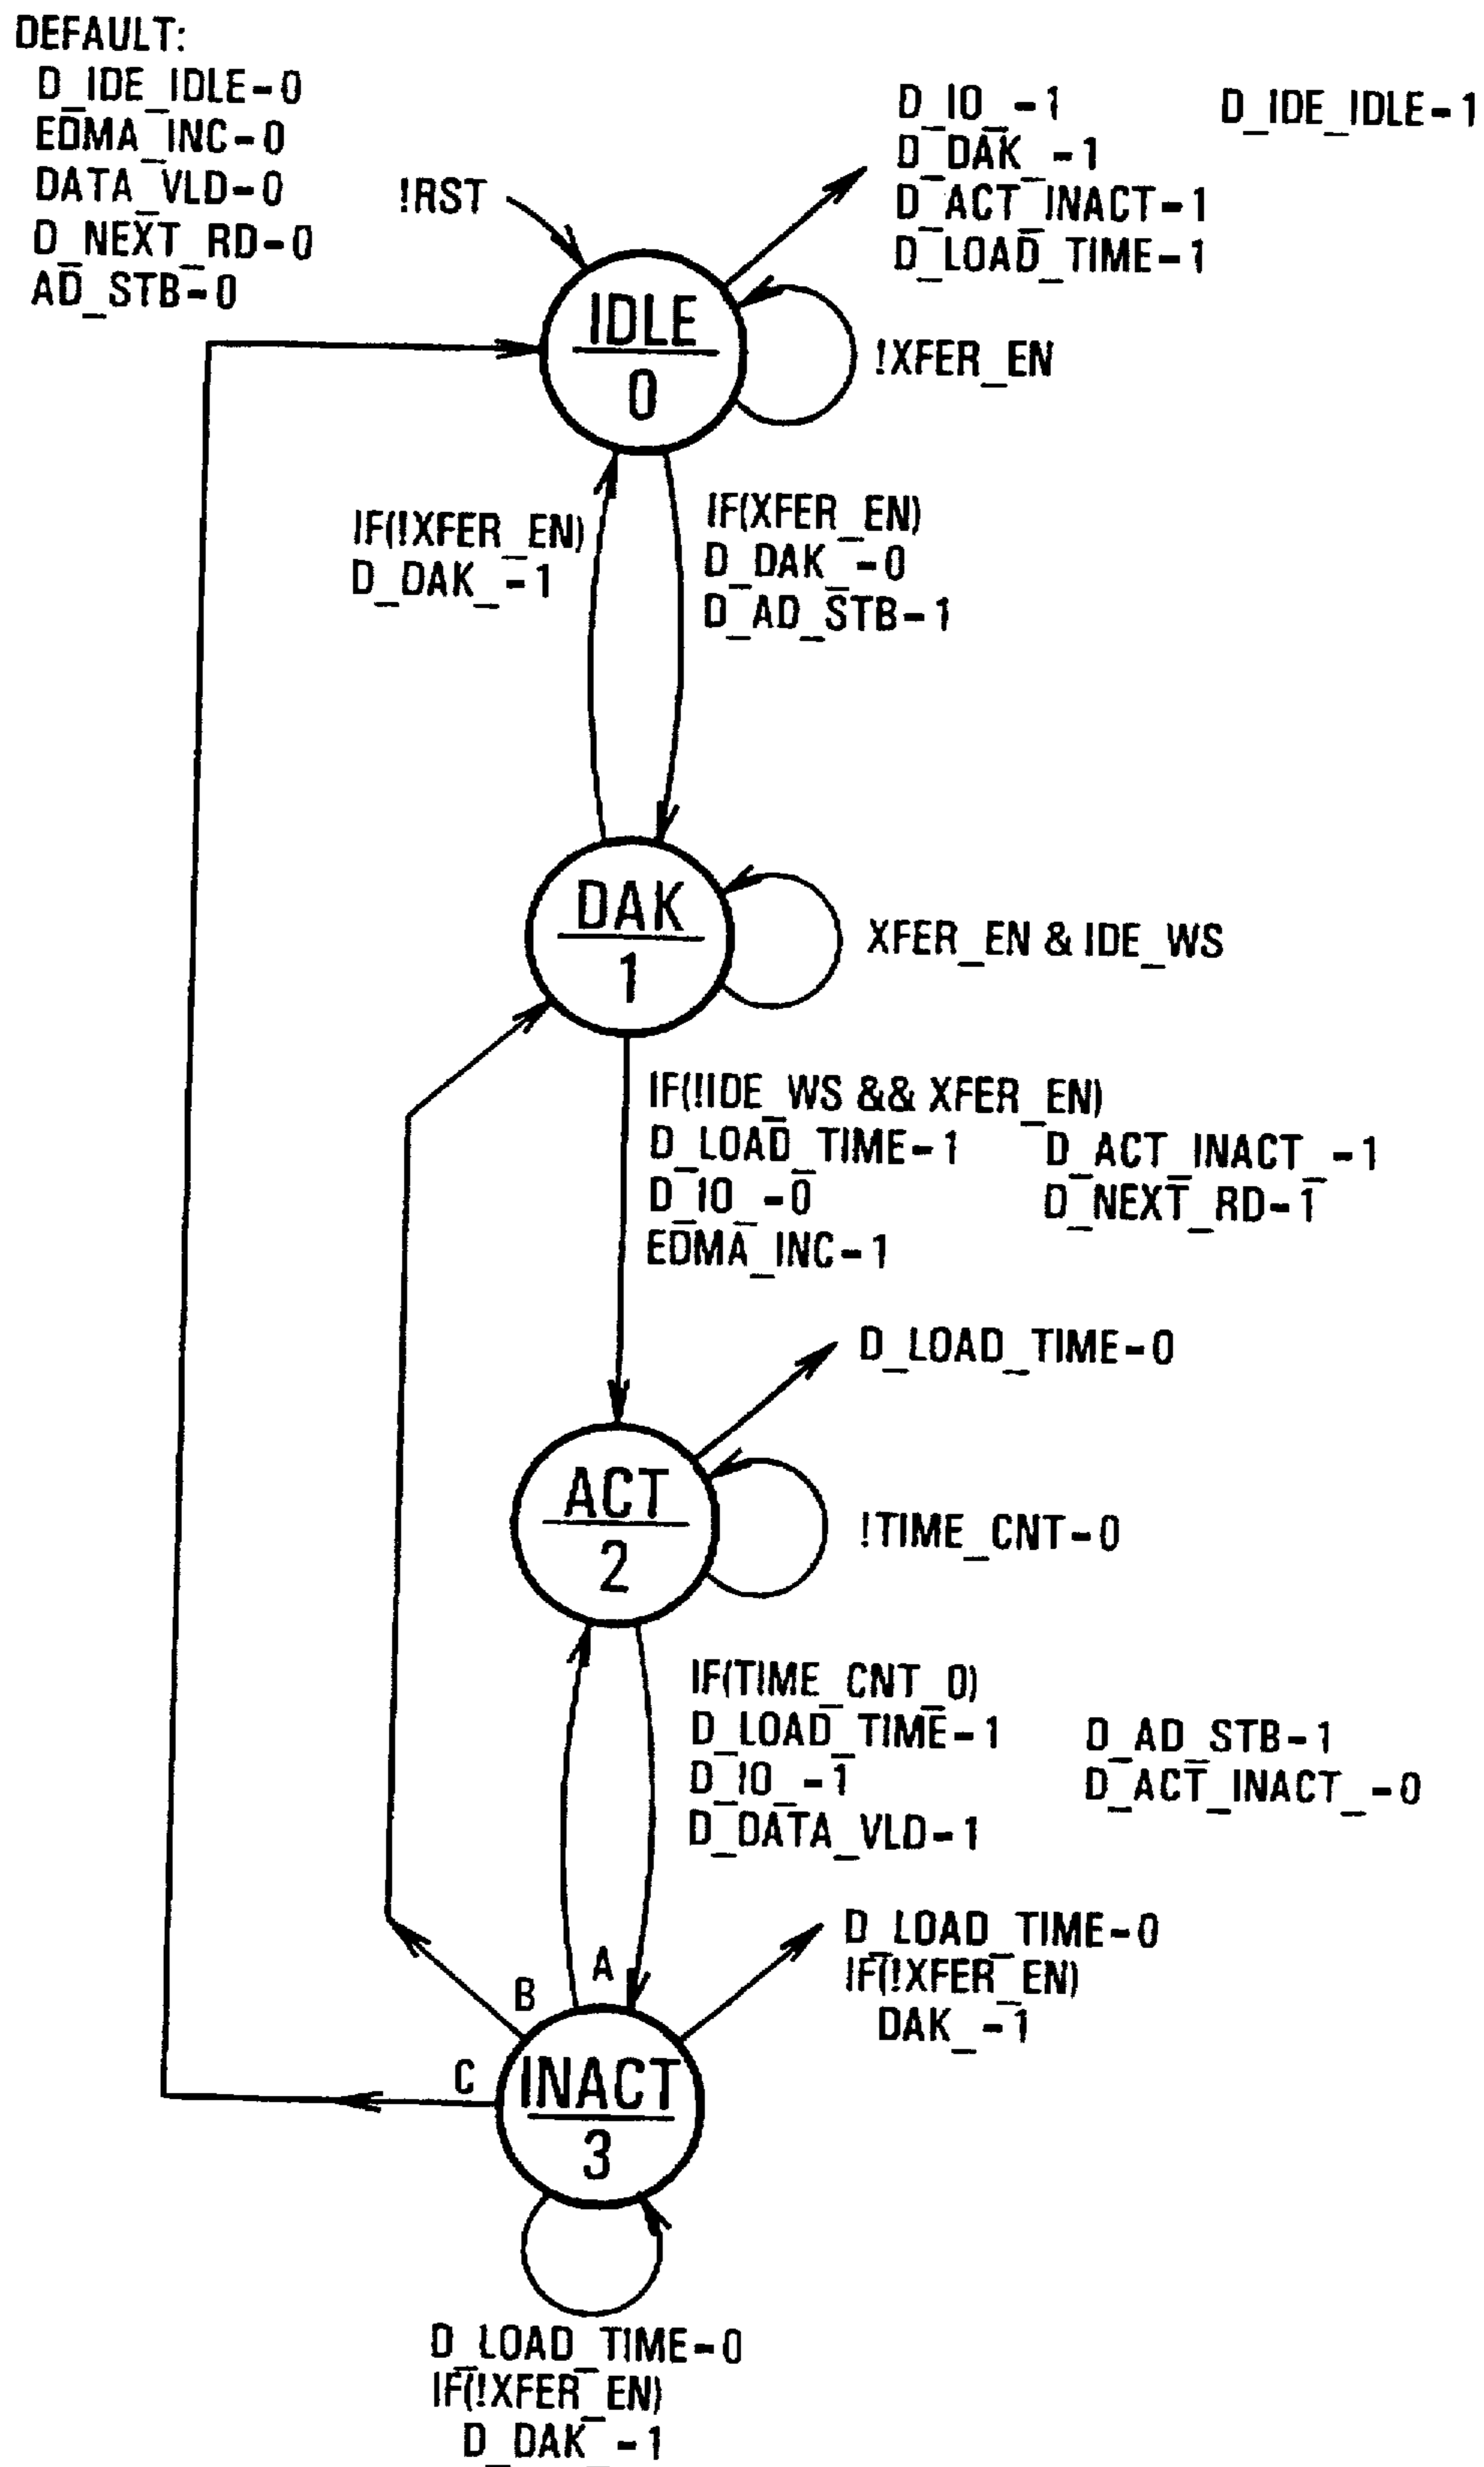 DEFAULT:
D_IDE_IDLE=0
EDMA_INC=0
DATA_VLD=0
D_NEXT_RD=0
AD_STB=0
!RST
D_IO_=1
D_IDE_IDLE=1
D_DAK_=1
D_ACT_INACT=1
D_LOAD_TIME=1
IDLE
0
!XFER_EN
IF(!XFER_EN)
D_DAK_=1
IF(XFER_EN)
D_DAK_=0
D_AD_STB=1
DAK
1
XFER_EN & IDE_WS
IF(!IDE_WS && XFER_EN)
D_LOAD_TIME=1
D_ACT_INACT_=1
D_IO_=0
D_NEXT_RD=1
EDMA_INC=1
D_LOAD_TIME=0
ACT
2
!TIME_CNT=0
IF(TIME_CNT_0)
D_LOAD_TIME=1
D_AD_STB=1
D_IO_=1
D_ACT_INACT_=0
D_DATA_VLD=1
D_LOAD_TIME=0
IF(!XFER_EN)
DAK_=1
A
B
C
INACT
3
D_LOAD_TIME=0
IF(!XFER_EN)
D_DAK_=1